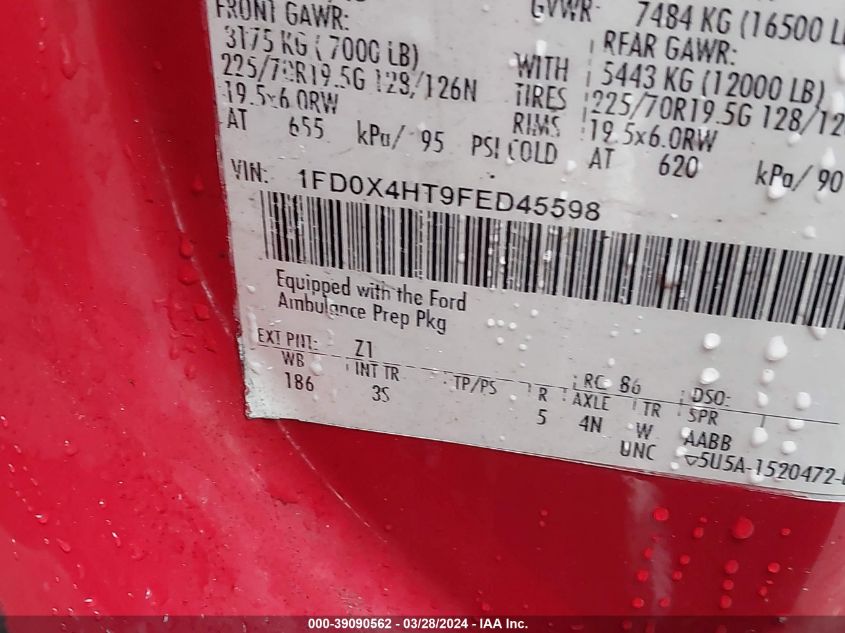 FRONT GAWR:
3175 KG (7000 LB)
225/70R19.5G 128/126N
19.5x6.0RW
AT 655 kPa/ 95 PSI COLD
WITH
TIRES
RIMS
GVWR: 7484 KG (16500 L
REAR GAWR:
5443 KG (12000 LB)
225/70R19.5G 128/12
19.5x6.0RW
AT 620 kPa/ 90
VIN: 1FD0X4HT9FED45598
Equipped with the Ford
Ambulance Prep Pkg
EXT PNT: Z1 RC: 86 DSO:
WB INT TR TP/PS R AXLE TR SPR
186 3S 5 4N W AABB
UNC 5U5A-1520472-
000-39090562 - 03/28/2024 - IAA Inc.